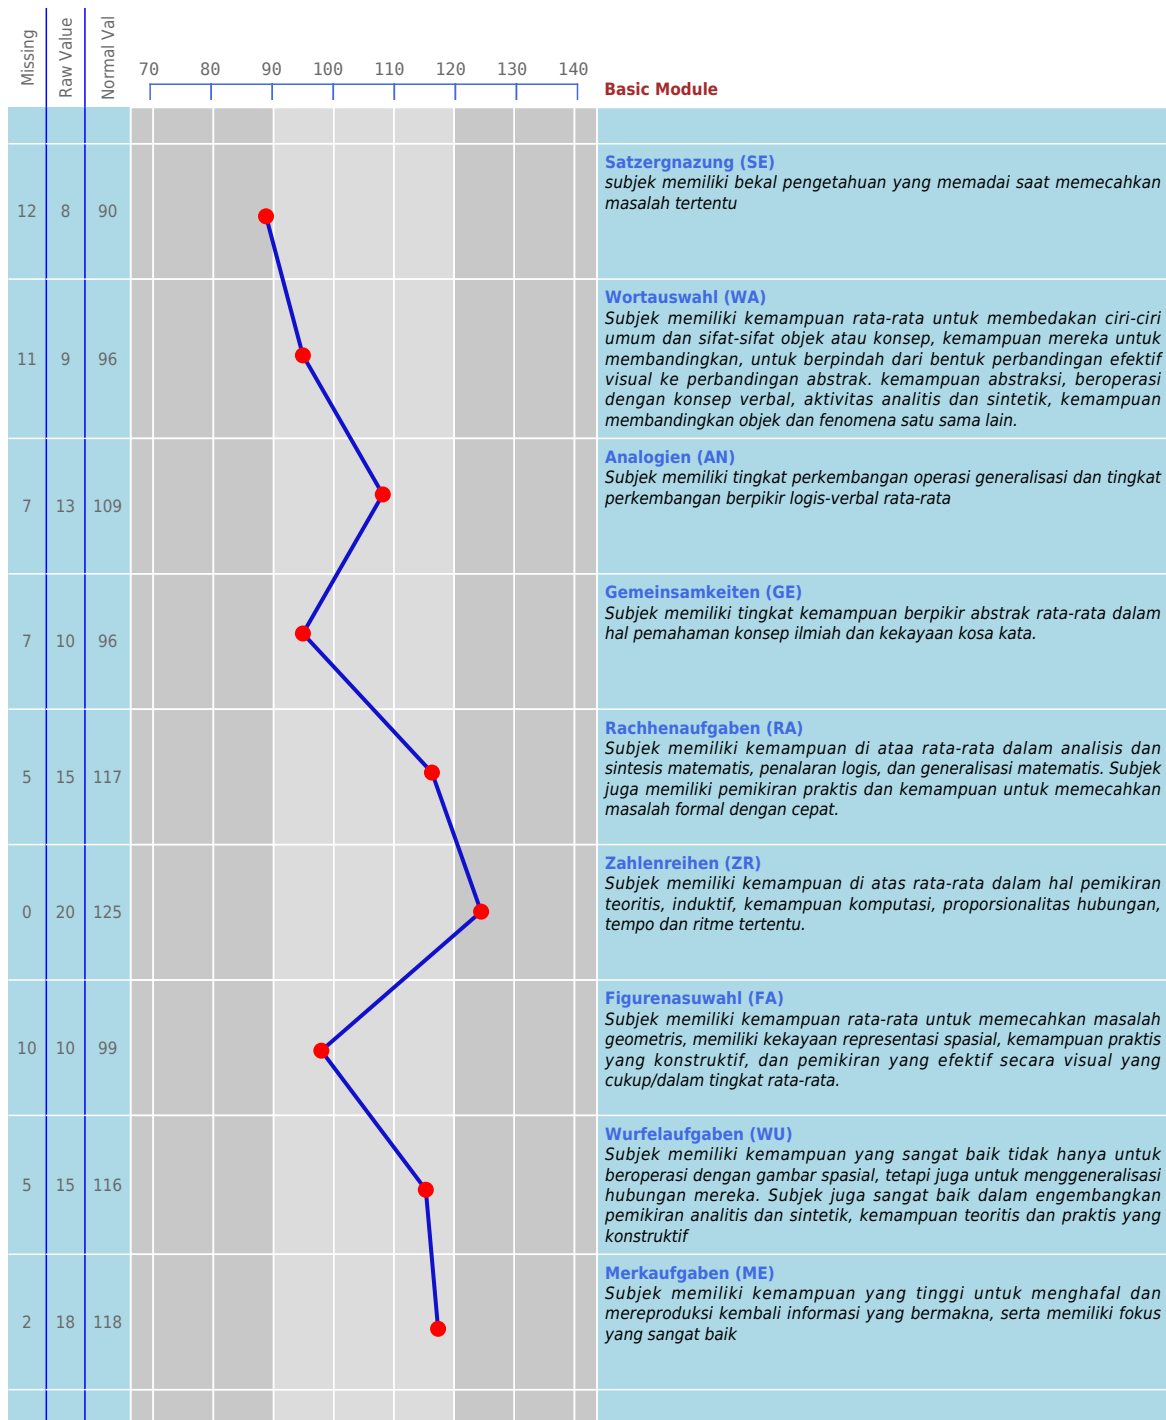 Missing
Raw Value
Normal Val
70 80 90 100 110 120 130 140
Basic Module
Satzergnazung (SE)
subjek memiliki bekal pengetahuan yang memadai saat memecahkan
masalah tertentu
12 8 90
Wortauswahl (WA)
Subjek memiliki kemampuan rata-rata untuk membedakan ciri-ciri
umum dan sifat-sifat objek atau konsep, kemampuan mereka untuk
membandingkan, untuk berpindah dari bentuk perbandingan efektif
visual ke perbandingan abstrak. kemampuan abstraksi, beroperasi
dengan konsep verbal, aktivitas analitis dan sintetik, kemampuan
membandingkan objek dan fenomena satu sama lain.
11 9 96
Analogien (AN)
Subjek memiliki tingkat perkembangan operasi generalisasi dan tingkat
perkembangan berpikir logis-verbal rata-rata
7 13 109
Gemeinsamkeiten (GE)
Subjek memiliki tingkat kemampuan berpikir abstrak rata-rata dalam
hal pemahaman konsep ilmiah dan kekayaan kosa kata.
7 10 96
Rachhenaufgaben (RA)
Subjek memiliki kemampuan di ataa rata-rata dalam analisis dan
sintesis matematis, penalaran logis, dan generalisasi matematis. Subjek
juga memiliki pemikiran praktis dan kemampuan untuk memecahkan
masalah formal dengan cepat.
5 15 117
Zahlenreihen (ZR)
Subjek memiliki kemampuan di atas rata-rata dalam hal pemikiran
teoritis, induktif, kemampuan komputasi, proporsionalitas hubungan,
tempo dan ritme tertentu.
0 20 125
Figurenasuwahl (FA)
Subjek memiliki kemampuan rata-rata untuk memecahkan masalah
geometris, memiliki kekayaan representasi spasial, kemampuan praktis
yang konstruktif, dan pemikiran yang efektif secara visual yang
cukup/dalam tingkat rata-rata.
10 10 99
Wurfelaufgaben (WU)
Subjek memiliki kemampuan yang sangat baik tidak hanya untuk
beroperasi dengan gambar spasial, tetapi juga untuk menggeneralisasi
hubungan mereka. Subjek juga sangat baik dalam engembangkan
pemikiran analitis dan sintetik, kemampuan teoritis dan praktis yang
konstruktif
5 15 116
Merkaufgaben (ME)
Subjek memiliki kemampuan yang tinggi untuk menghafal dan
mereproduksi kembali informasi yang bermakna, serta memiliki fokus
yang sangat baik
2 18 118